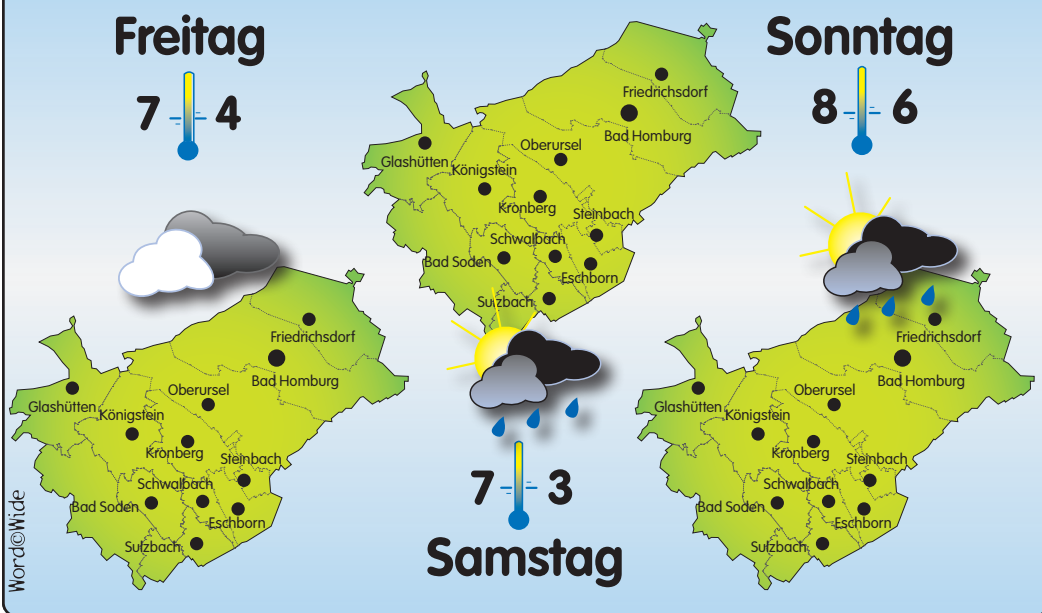 Freitag
7 4
Friedrichsdorf
Bad Homburg
Oberursel
Glashütten
Königstein
Kronberg
Steinbach
Schwalbach
Bad Soden
Eschborn
Sulzbach
Friedrichsdorf
Bad Homburg
Oberursel
Glashütten
Königstein
Kronberg
Steinbach
Schwalbach
Bad Soden
Eschborn
Sulzbach
7 3
Samstag
Sonntag
8 6
Friedrichsdorf
Bad Homburg
Oberursel
Glashütten
Königstein
Kronberg
Steinbach
Schwalbach
Bad Soden
Eschborn
Sulzbach
Word©Wide